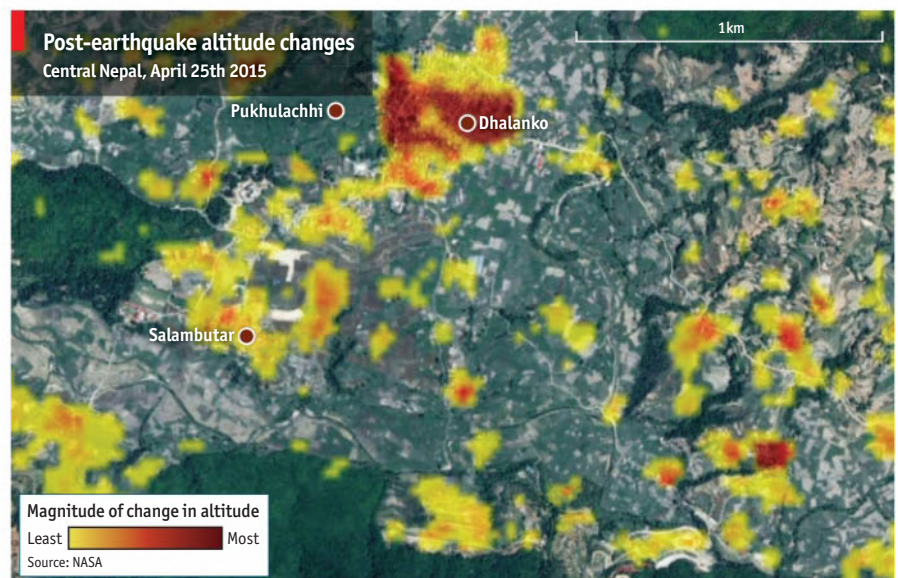 Post-earthquake altitude changes
Central Nepal, April 25th 2015
1km
Pukhulachhi
Dhalanko
Salambutar
Magnitude of change in altitude
Least Most
Source: NASA